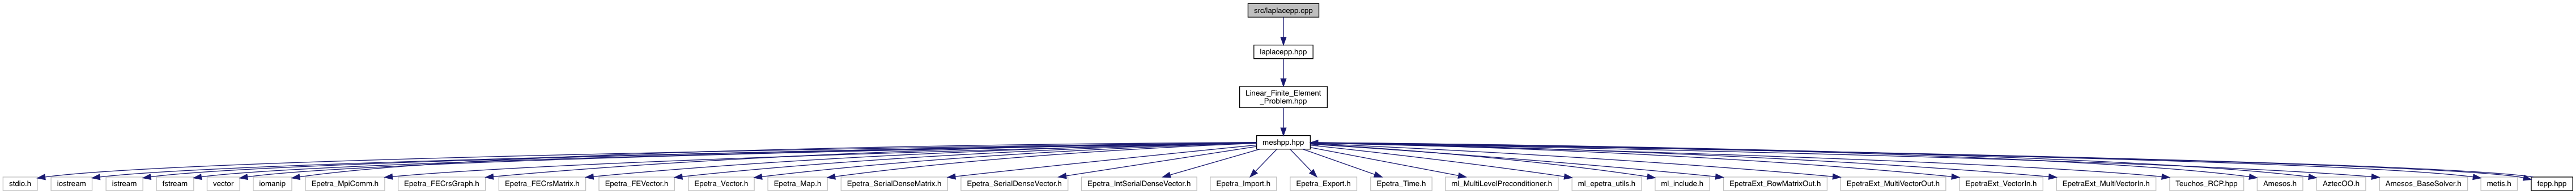 src/laplacepp.cpp
laplacepp.hpp
Linear_Finite_Element
_Problem.hpp
meshpp.hpp
stdio.h
iostream
istream
fstream
vector
iomanip
Epetra_MpiComm.h
Epetra_FECrsGraph.h
Epetra_FECrsMatrix.h
Epetra_FEVector.h
Epetra_Vector.h
Epetra_Map.h
Epetra_SerialDenseMatrix.h
Epetra_SerialDenseVector.h
Epetra_IntSerialDenseVector.h
Epetra_Import.h
Epetra_Export.h
Epetra_Time.h
ml_MultiLevelPreconditioner.h
ml_epetra_utils.h
ml_include.h
EpetraExt_RowMatrixOut.h
EpetraExt_MultiVectorOut.h
EpetraExt_VectorIn.h
EpetraExt_MultiVectorIn.h
Teuchos_RCP.hpp
Amesos.h
AztecOO.h
Amesos_BaseSolver.h
metis.h
fepp.hpp